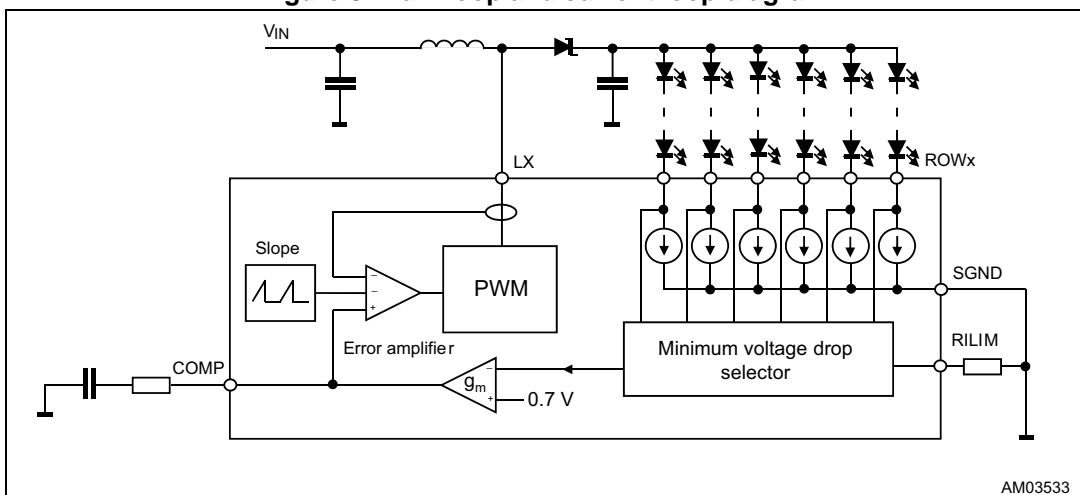 VIN
LX
ROWx
Slope
PWM
SGND
Minimum voltage drop
selector
RILIM
Error amplifier
COMP
gm
0.7 V
AM03533